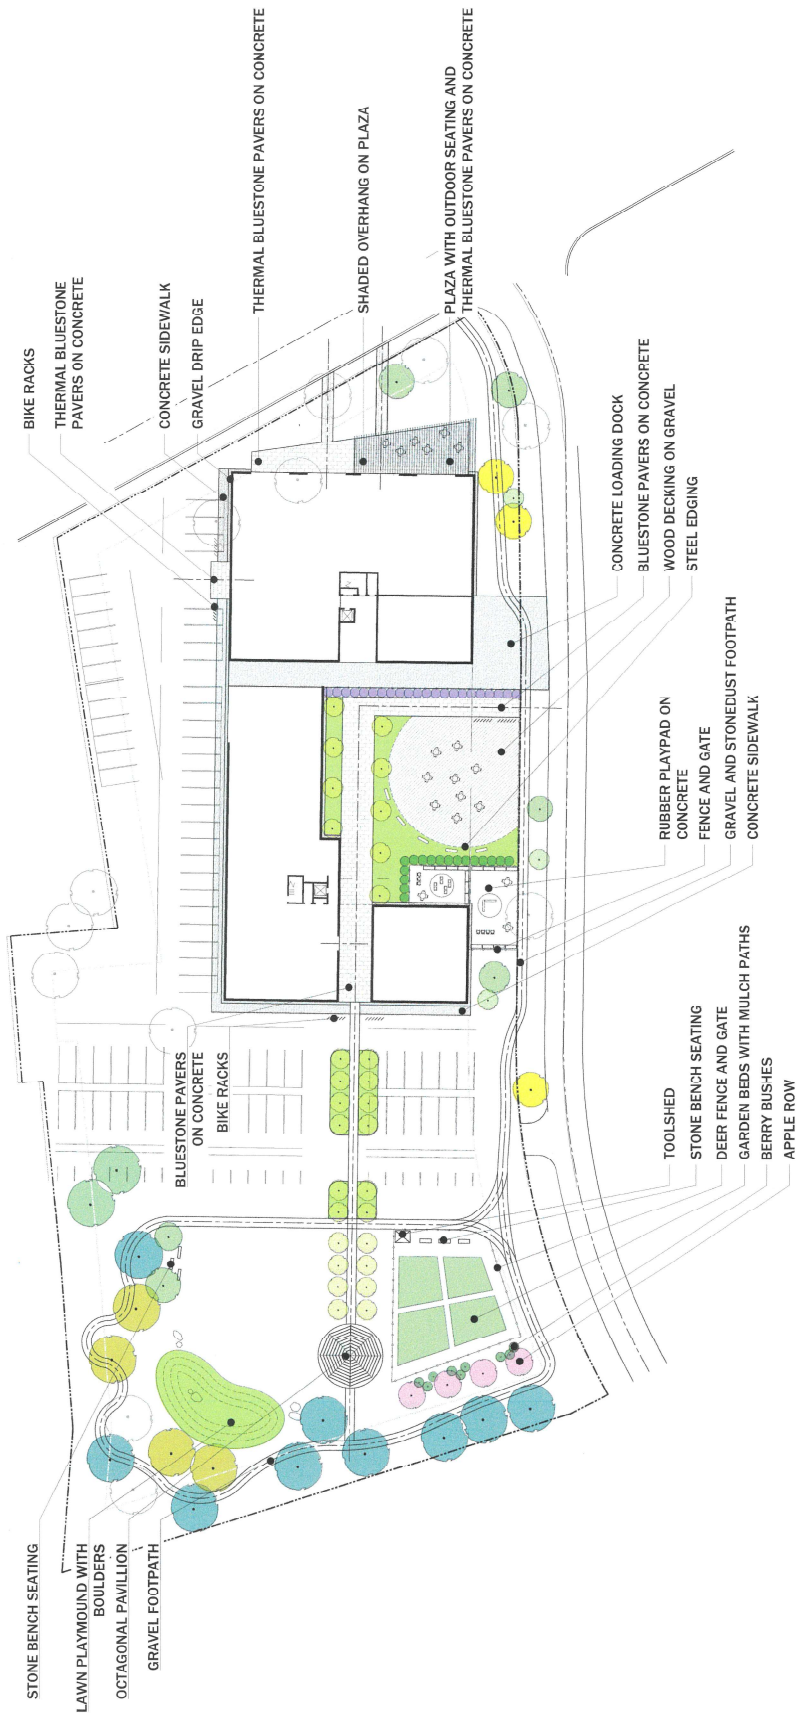 BIKE RACKS
THERMAL BLUESTONE
PAVERS ON CONCRETE
CONCRETE SIDEWALK
GRAVEL DRIP EDGE
THERMAL BLUESTONE PAVERS ON CONCRETE
SHADED OVERHANG ON PLAZA
PLAZA WITH OUTDOOR SEATING AND
THERMAL BLUESTONE PAVERS ON CONCRETE
CONCRETE LOADING DOCK
BLUESTONE PAVERS ON CONCRETE
WOOD DECKING ON GRAVEL
STEEL EDGING
RUBBER PLAYPAD ON
CONCRETE
FENCE AND GATE
GRAVEL AND STONEDUST FOOTPATH
CONCRETE SIDEWALK
BLUESTONE PAVERS
ON CONCRETE
BIKE RACKS
TOOLSHED
STONE BENCH SEATING
DEER FENCE AND GATE
GARDEN BEDS WITH MULCH PATHS
BERRY BUSHES
APPLE ROW
STONE BENCH SEATING
LAWN PLAYMOUND WITH
BOULDERS
OCTAGONAL PAVILLION
GRAVEL FOOTPATH